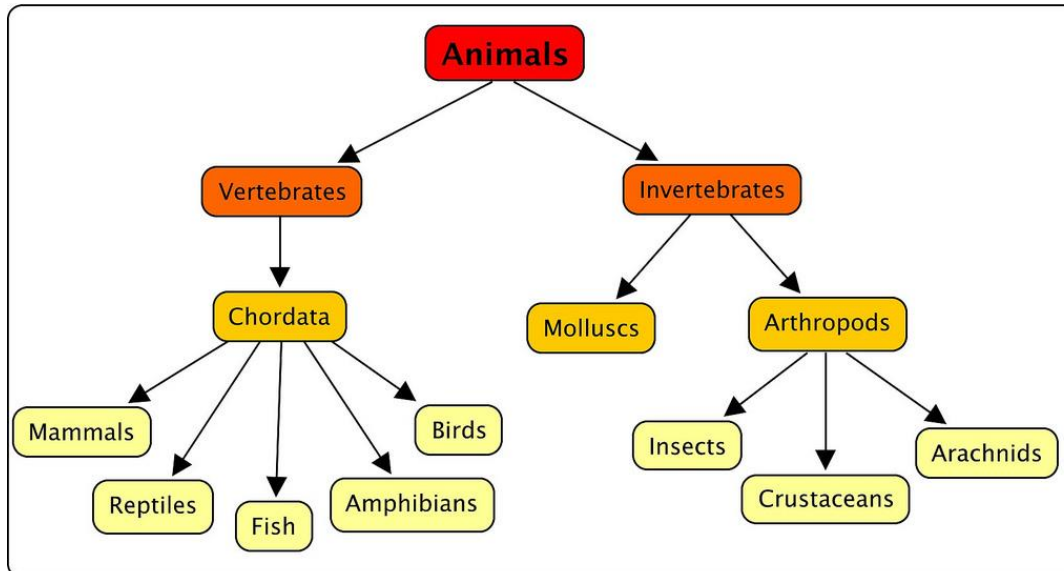 Animals
Vertebrates
Invertebrates
Chordata
Molluscs
Arthropods
Mammals
Birds
Insects
Arachnids
Reptiles
Fish
Amphibians
Crustaceans